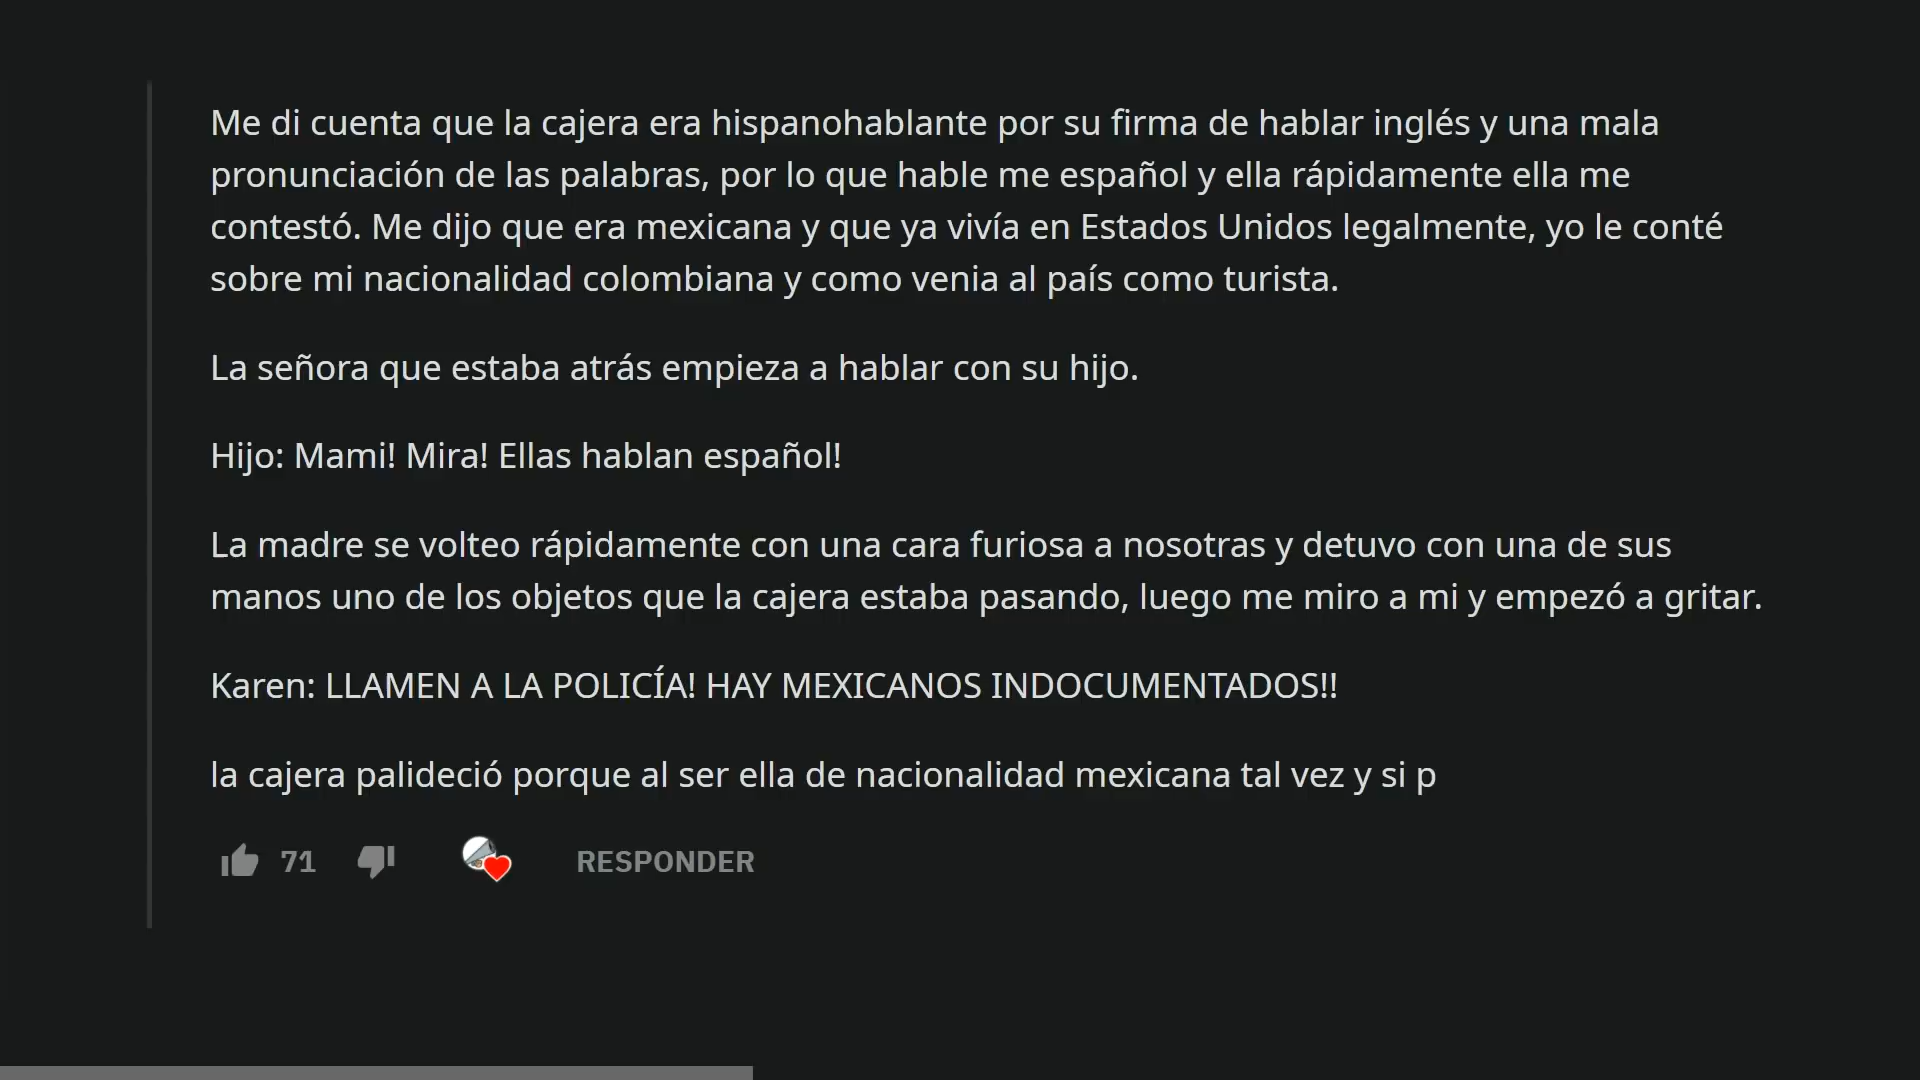 Me di cuenta que la cajera era hispanohablante por su firma de hablar inglés y una mala
pronunciación de las palabras, por lo que hable me español y ella rápidamente ella me
contestó. Me dijo que era mexicana y que ya vivía en Estados Unidos legalmente, yo le conté
sobre mi nacionalidad colombiana y como venia al país como turista.
La señora que estaba atrás empieza a hablar con su hijo.
Hijo: Mami! Mira! Ellas hablan español!
La madre se volteo rápidamente con una cara furiosa a nosotras y detuvo con una de sus
manos uno de los objetos que la cajera estaba pasando, luego me miro a mi y empezó a gritar.
Karen: LLAMEN A LA POLICÍA! HAY MEXICANOS INDOCUMENTADOS!!
la cajera palideció porque al ser ella de nacionalidad mexicana tal vez y si p
71 RESPONDER